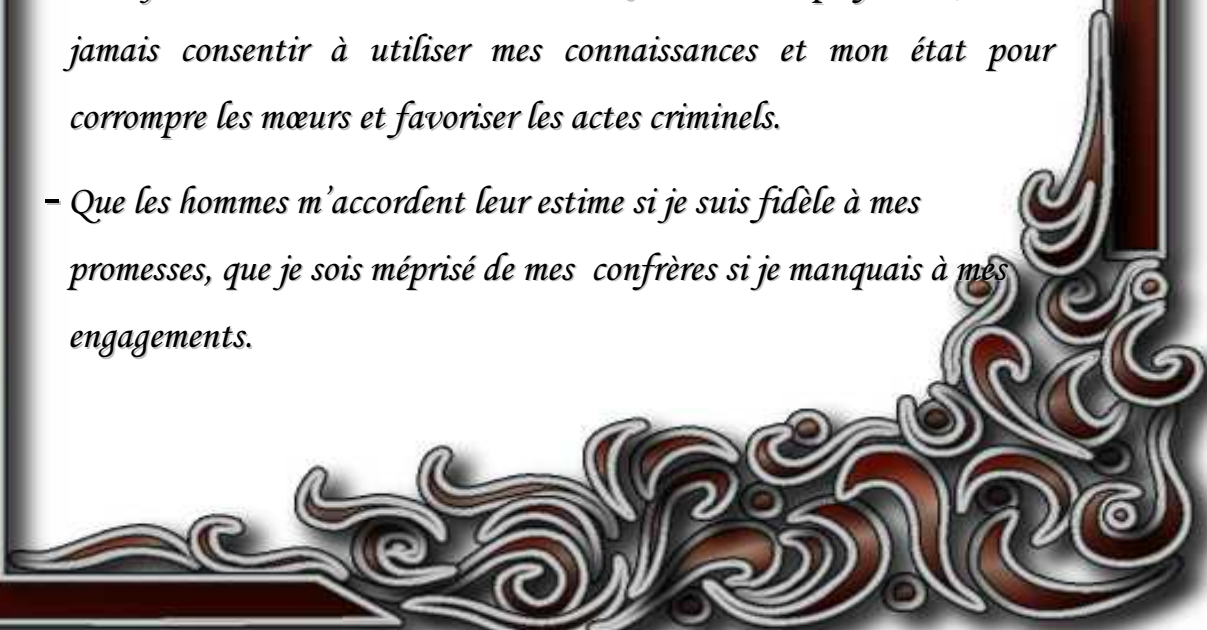 jamais consentir à utiliser mes connaissances et mon état pour
corrompre les mœurs et favoriser les actes criminels.
- Que les hommes m’accordent leur estime si je suis fidèle à mes
promesses, que je sois méprisé de mes confrères si je manquais à mes
engagements.